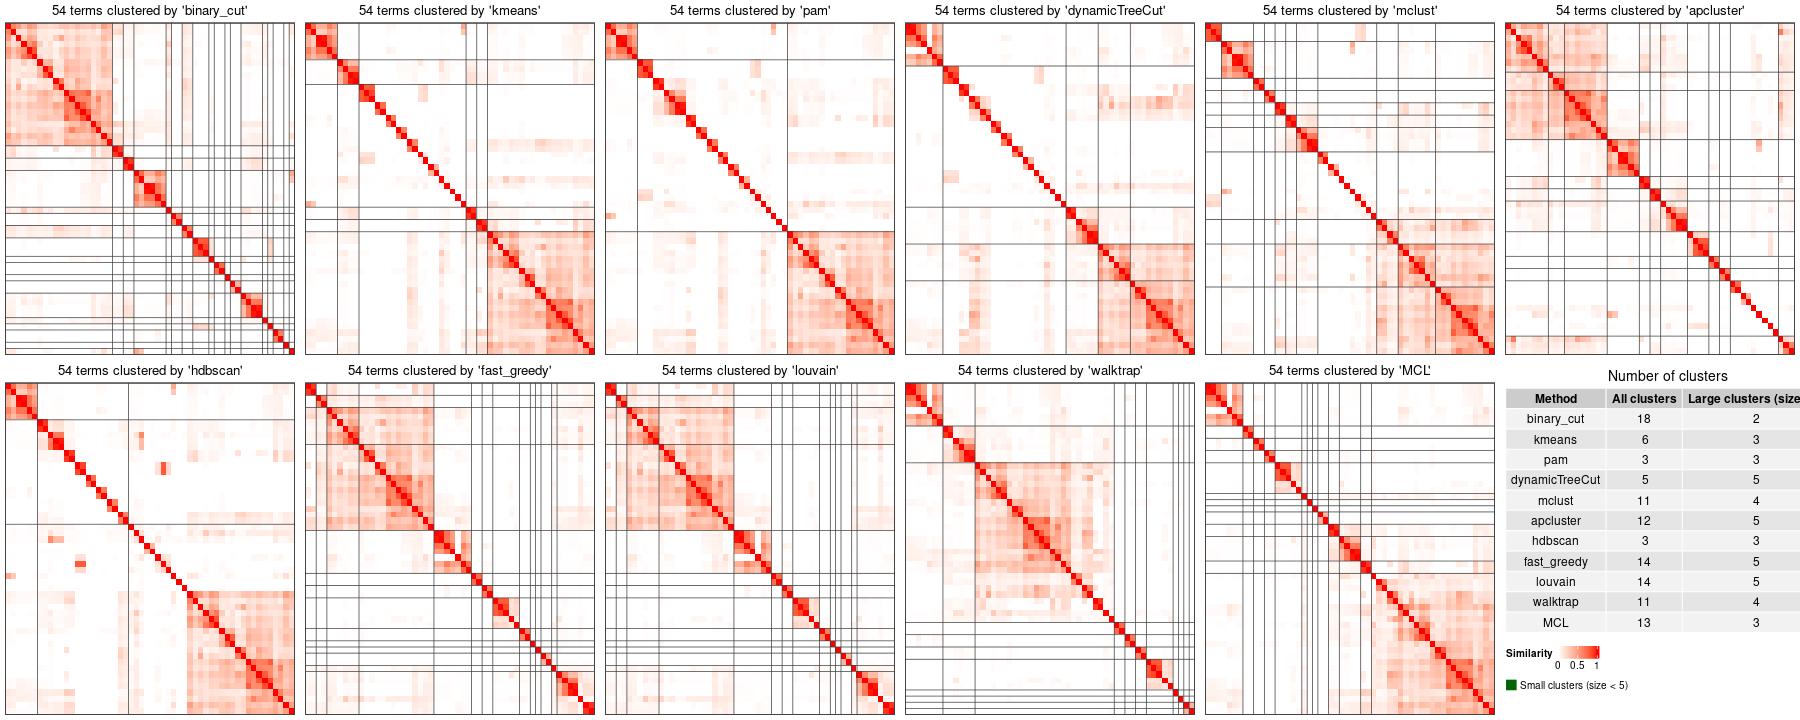 54 terms clustered by 'binary_cut'
54 terms clustered by 'kmeans'
54 terms clustered by 'pam'
54 terms clustered by 'dynamicTreeCut'
54 terms clustered by 'mclust'
54 terms clustered by 'apcluster'
54 terms clustered by 'hdbscan'
54 terms clustered by 'fast_greedy'
54 terms clustered by 'louvain'
54 terms clustered by 'walktrap'
54 terms clustered by 'MCL'
Number of clusters
Method All clusters Large clusters (size
binary_cut 18 2
kmeans 6 3
pam 3 3
dynamicTreeCut 5 5
mclust 11 4
apcluster 12 5
hdbscan 3 3
fast_greedy 14 5
louvain 14 5
walktrap 11 4
MCL 13 3
Similarity
0 0.5 1
Small clusters (size < 5)